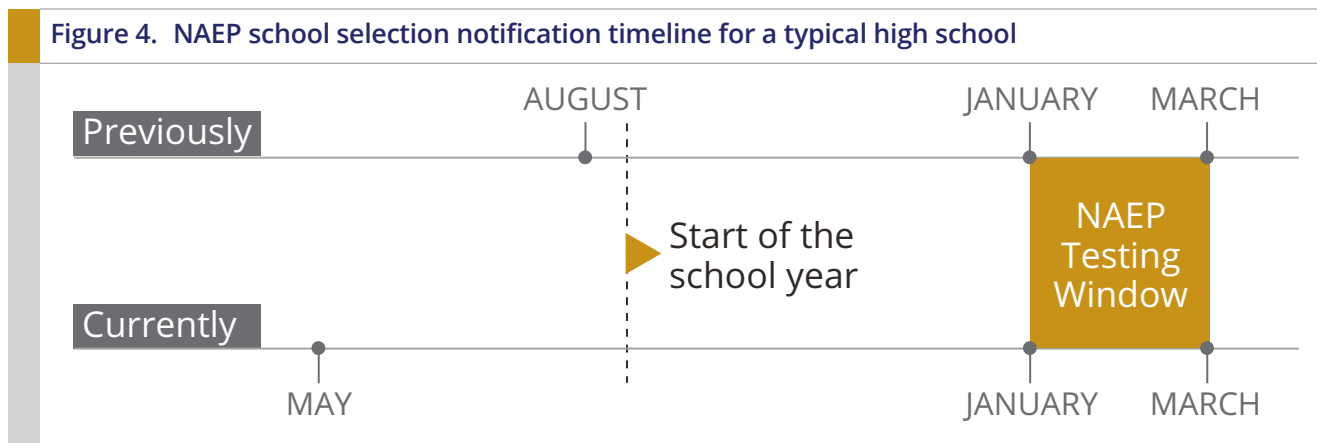 Figure 4. NAEP school selection notification timeline for a typical high school
AUGUST
JANUARY
MARCH
Previously
Start of the
school year
NAEP
Testing
Window
Currently
MAY
JANUARY
MARCH